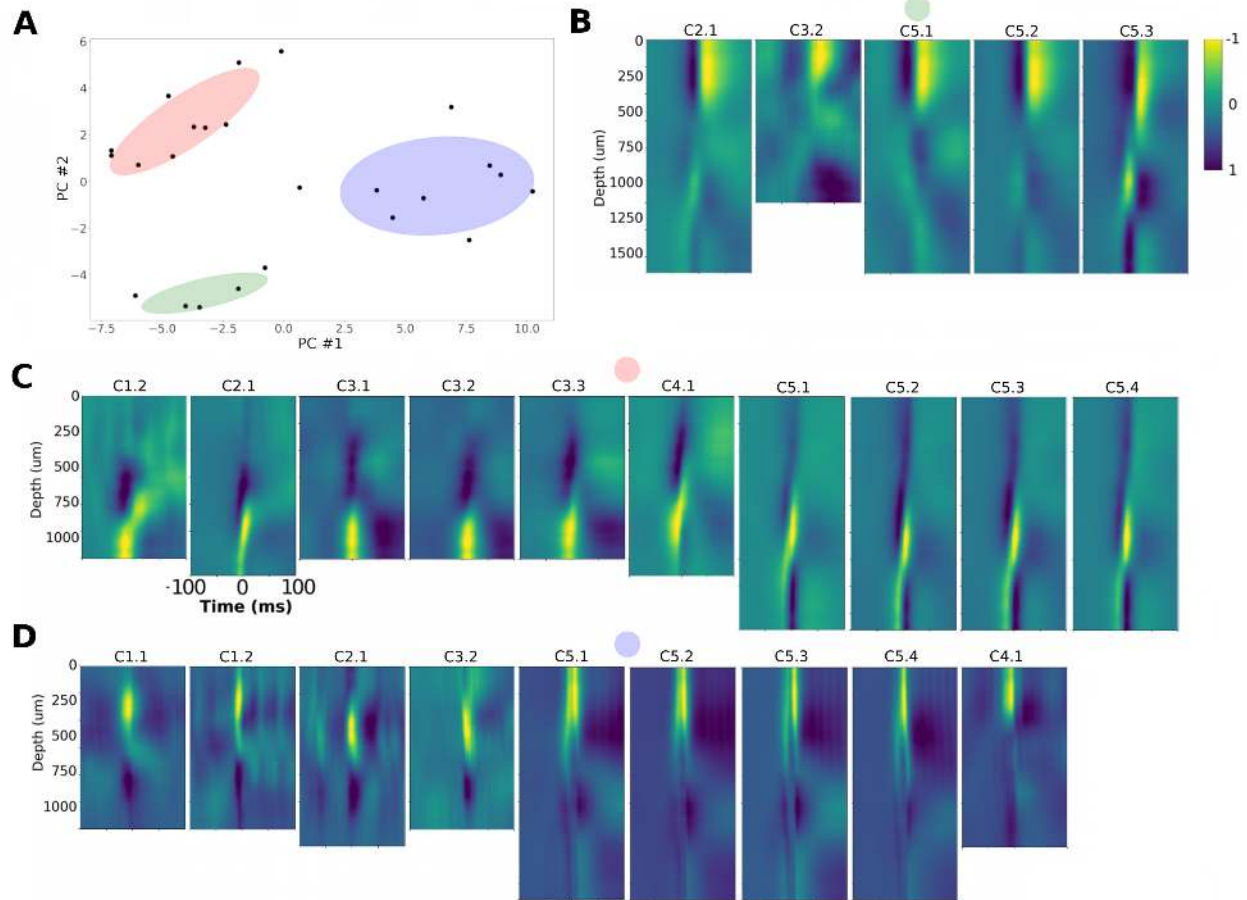 A
6
4
2
0
−2
−4
PC #2
−7.5 −5.0 −2.5 0.0 2.5 5.0 7.5 10.0
PC #1
B
C2.1 C3.2 C5.1 C5.2 C5.3
0
250
500
750
1000
1250
1500
Depth (um)
-1
0
1
C
C1.2 C2.1 C3.1 C3.2 C3.3 C4.1 C5.1 C5.2 C5.3 C5.4
0
250
500
750
1000
Depth (um)
-100 0 100
Time (ms)
D
C1.1 C1.2 C2.1 C3.2 C5.1 C5.2 C5.3 C5.4 C4.1
0
250
500
750
1000
Depth (um)